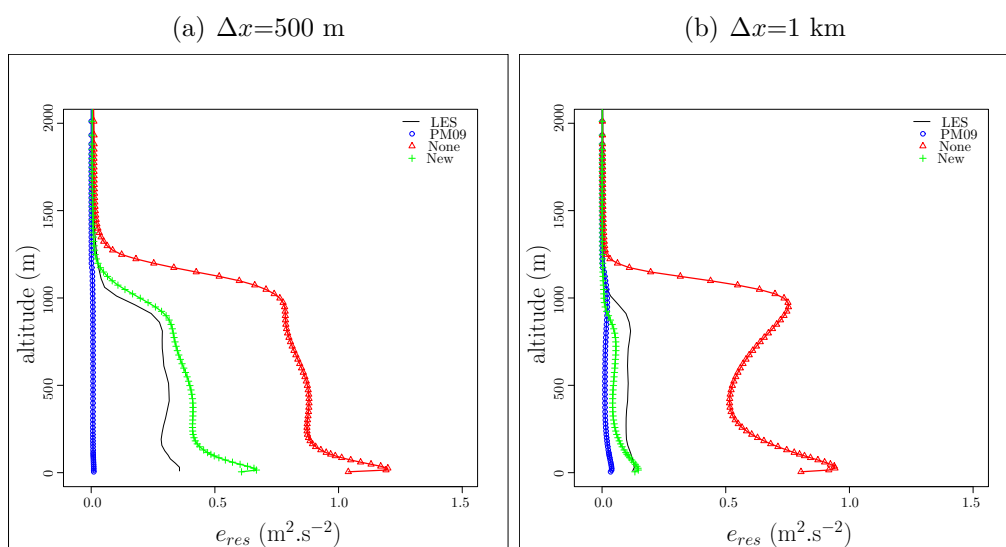 (a) Δx=500 m
(b) Δx=1 km
2000
1500
1000
500
0
altitude (m)
LES
PM09
None
New
0.0
0.5
1.0
1.5
e_res (m².s⁻²)
2000
1500
1000
500
0
altitude (m)
LES
PM09
None
New
0.0
0.5
1.0
1.5
e_res (m².s⁻²)